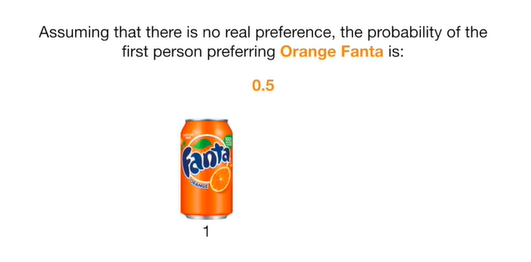 Assuming that there is no real preference, the probability of the
first person preferring Orange Fanta is:
0.5
Fanta
ORANGE
1